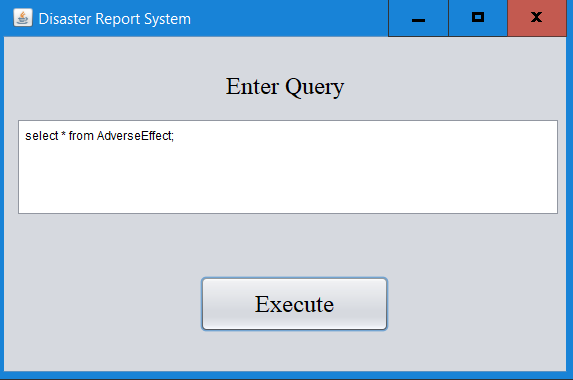 Disaster Report System
Enter Query
select * from AdverseEffect;
Execute